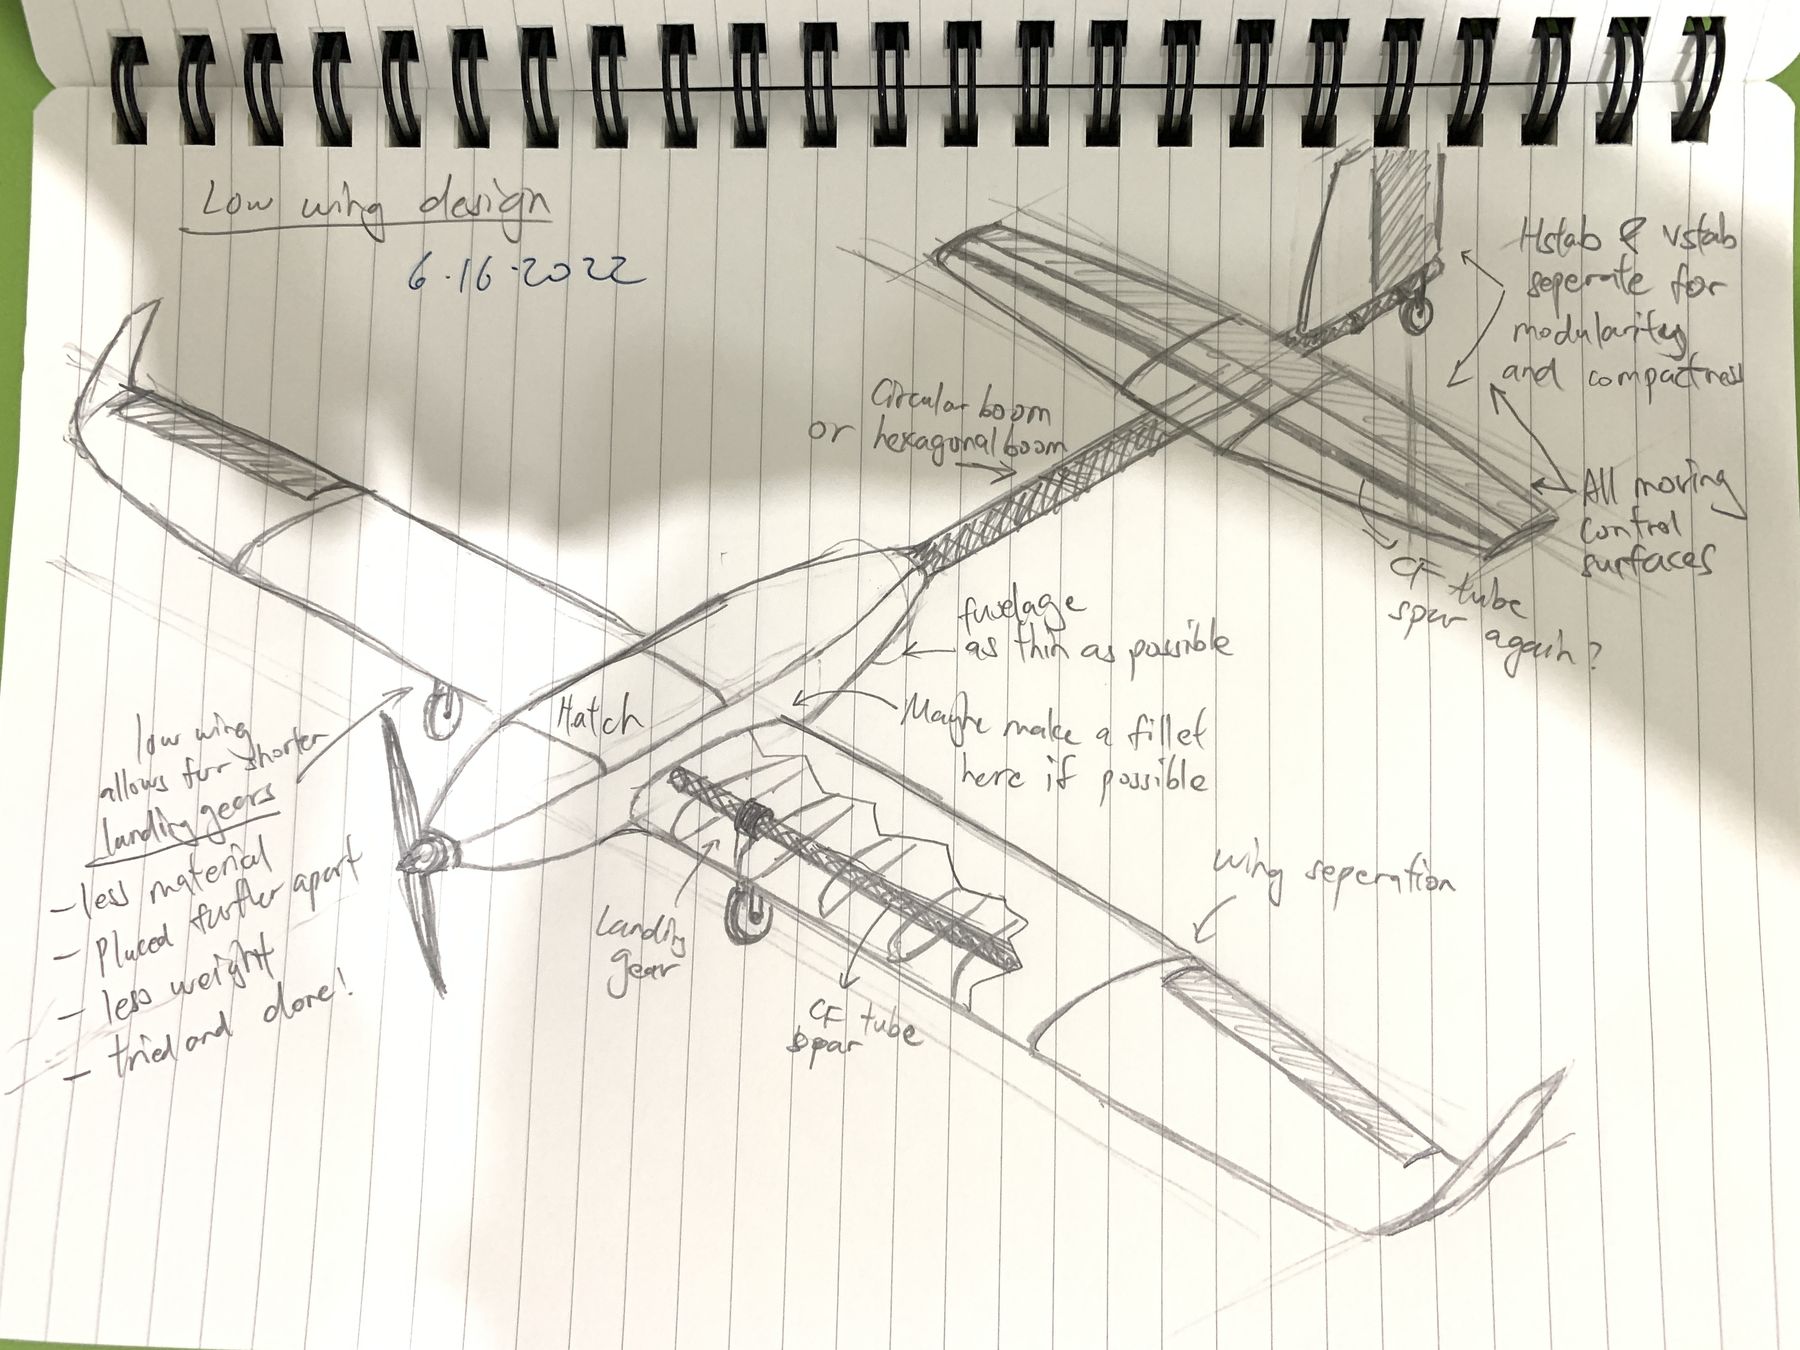 Low wing design
6.16.2022
Hstab & vstab
seperate for
modularity
and compactness
Circular boom
or hexagonal boom
All moving
control
surfaces
CF tube
spar again?
fuselage
as thin as possible
Hatch
Maybe make a fillet
here if possible
low wing
allows for shorter
landing gears
- less material
- placed further apart
- less weight
- tried and done!
wing seperation
Landing
gear
CF tube
spar